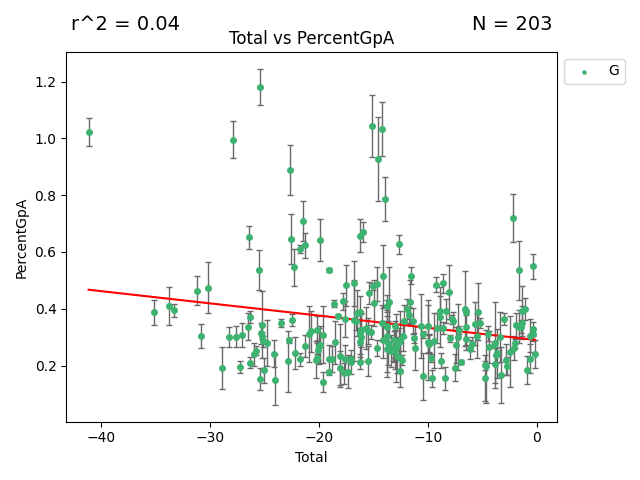 r^2 = 0.04 N = 203
Total vs PercentGpA
G
1.2
1.0
0.8
0.6
0.4
0.2
PercentGpA
−40 −30 −20 −10 0
Total